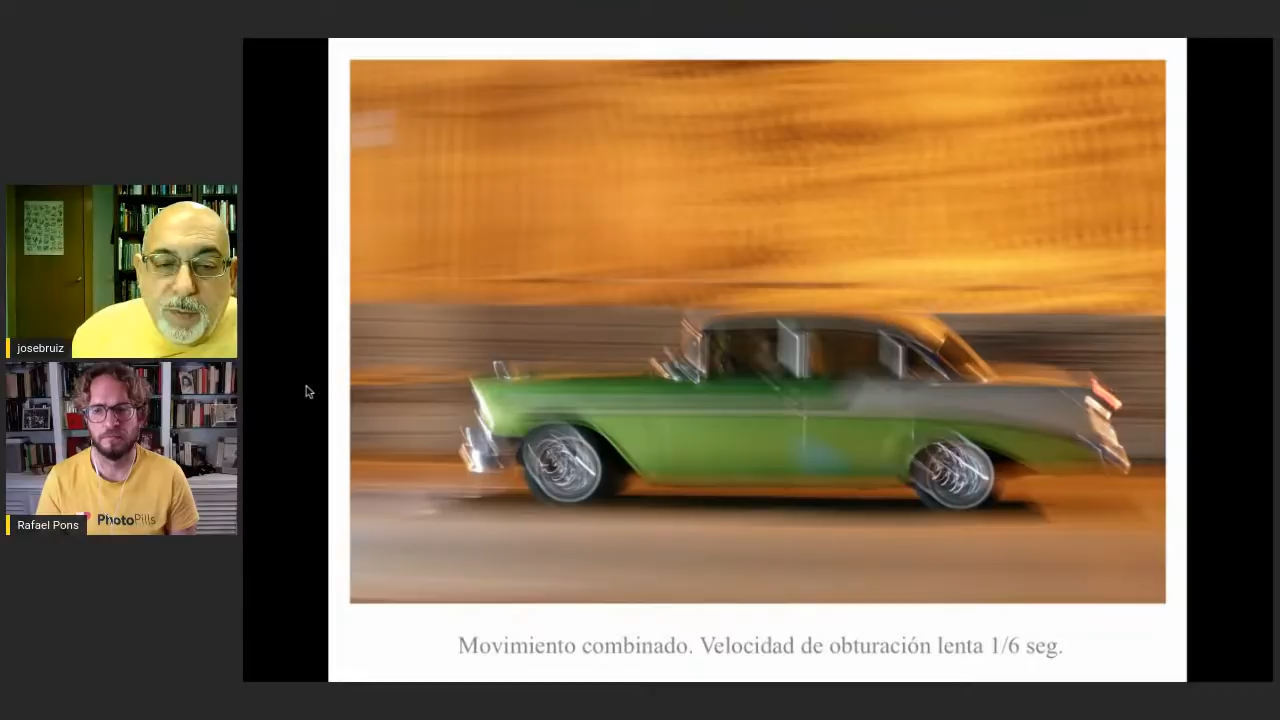 josebruiz
Rafael Pons
PhotoPills
Movimiento combinado. Velocidad de obturación lenta 1/6 seg.